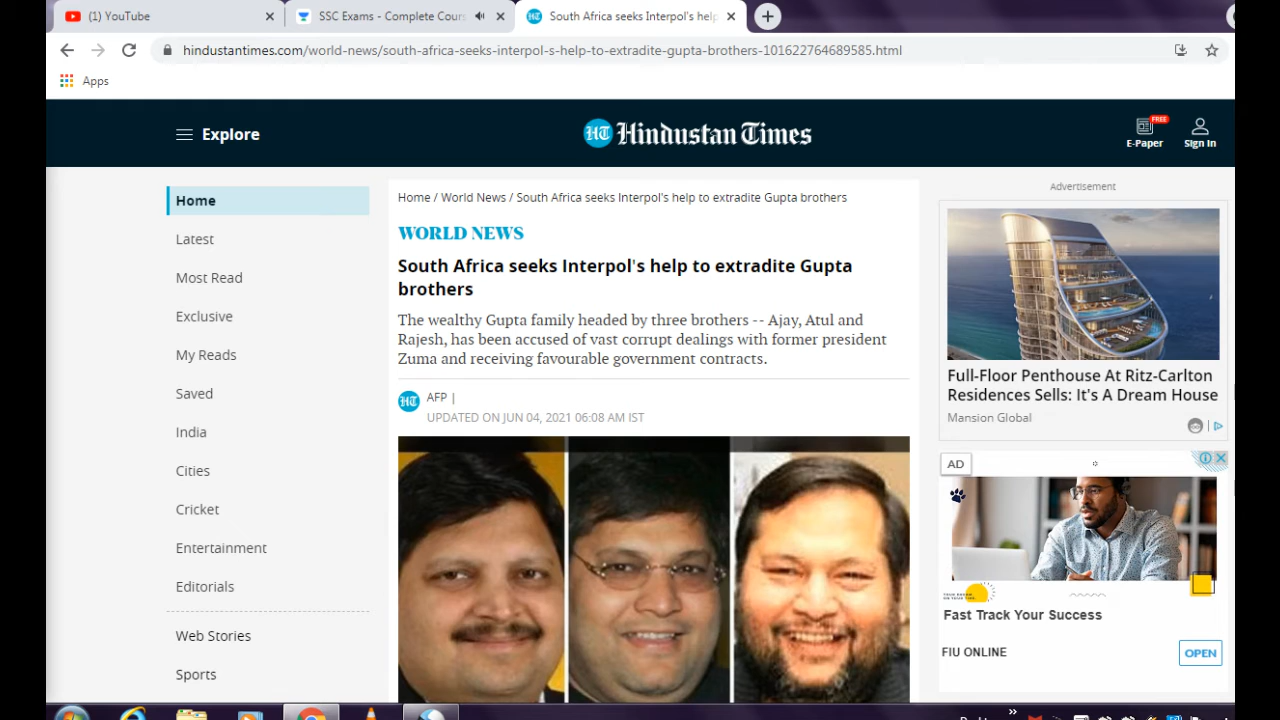 (1) YouTube
SSC Exams - Complete Cours
South Africa seeks Interpol's help
hindustantimes.com/world-news/south-africa-seeks-interpol-s-help-to-extradite-gupta-brothers-101622764689585.html
Apps
Explore
HT Hindustan Times
FREE
E-Paper
Sign In
Home
Latest
Most Read
Exclusive
My Reads
Saved
India
Cities
Cricket
Entertainment
Editorials
Web Stories
Sports
Home / World News / South Africa seeks Interpol's help to extradite Gupta brothers
WORLD NEWS
South Africa seeks Interpol's help to extradite Gupta
brothers
The wealthy Gupta family headed by three brothers -- Ajay, Atul and
Rajesh, has been accused of vast corrupt dealings with former president
Zuma and receiving favourable government contracts.
HT
AFP |
UPDATED ON JUN 04, 2021 06:08 AM IST
Advertisement
Full-Floor Penthouse At Ritz-Carlton
Residences Sells: It's A Dream House
Mansion Global
AD
Fast Track Your Success
FIU ONLINE
OPEN